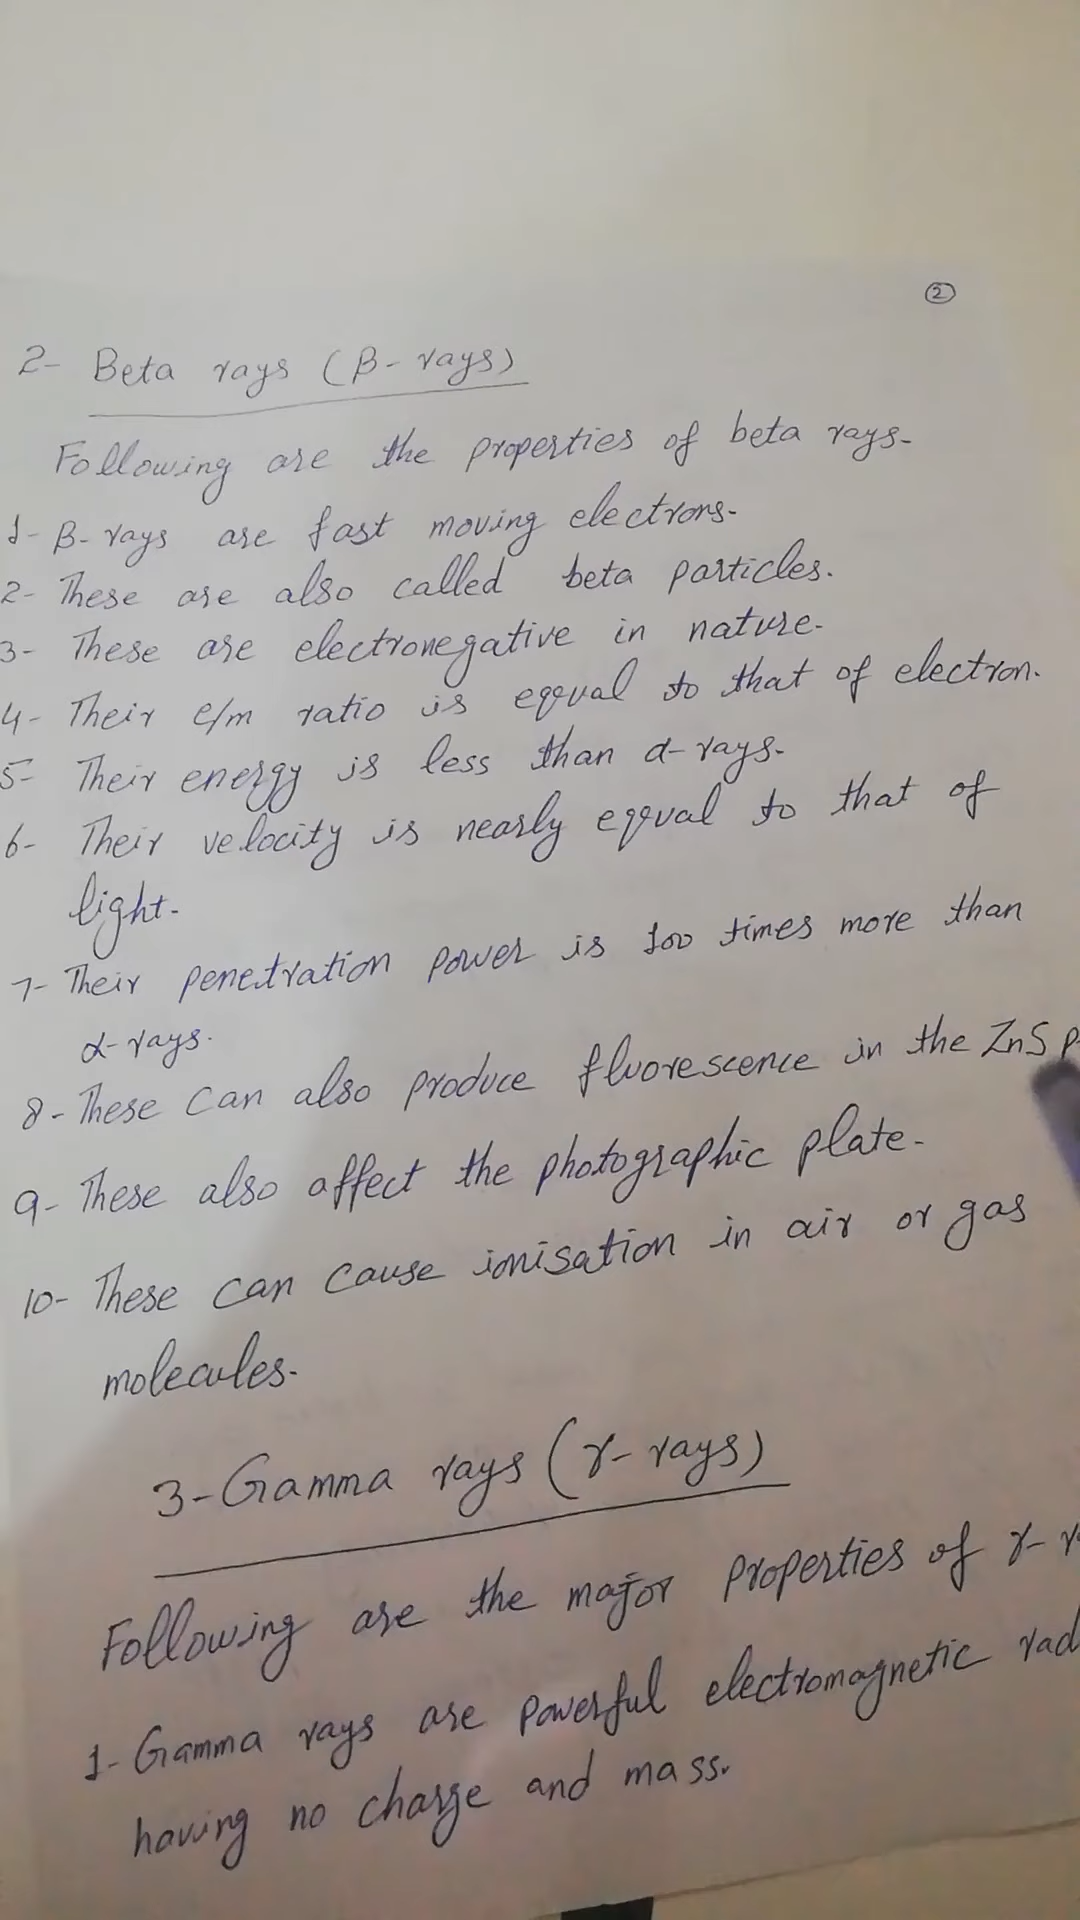 ②
2- Beta rays (β-rays)
Following are the properties of beta rays-
1- β-rays are fast moving electrons-
2- These are also called beta particles.
3- These are electronegative in nature-
4- Their e/m ratio is equal to that of electron.
5- Their energy is less than α-rays-
6- Their velocity is nearly equal to that of
light-
7- Their penetration power is 100 times more than
α-rays.
8- These can also produce fluorescence in the ZnS
9- These also affect the photographic plate-
10- These can cause ionisation in air or gas
molecules-
3-Gamma rays (γ-rays)
Following are the major properties of γ-
1- Gamma rays are powerful electromagnetic
having no charge and mass.